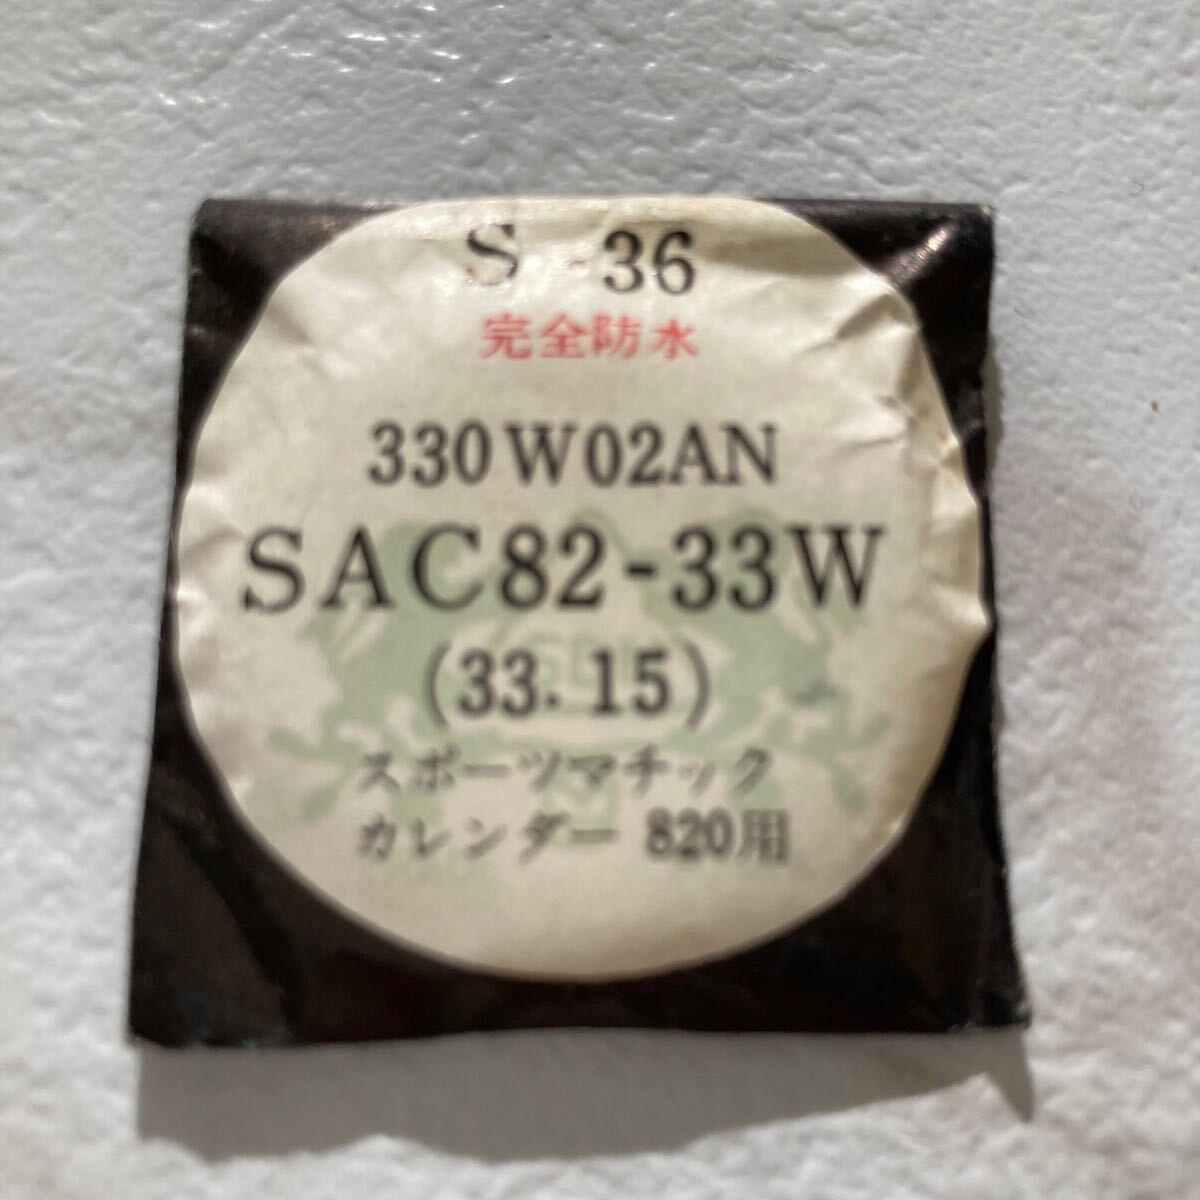 S -36
完全防水
330W02AN
SAC82-33W
(33.15)
スポーツマチック
カレンダー 820用